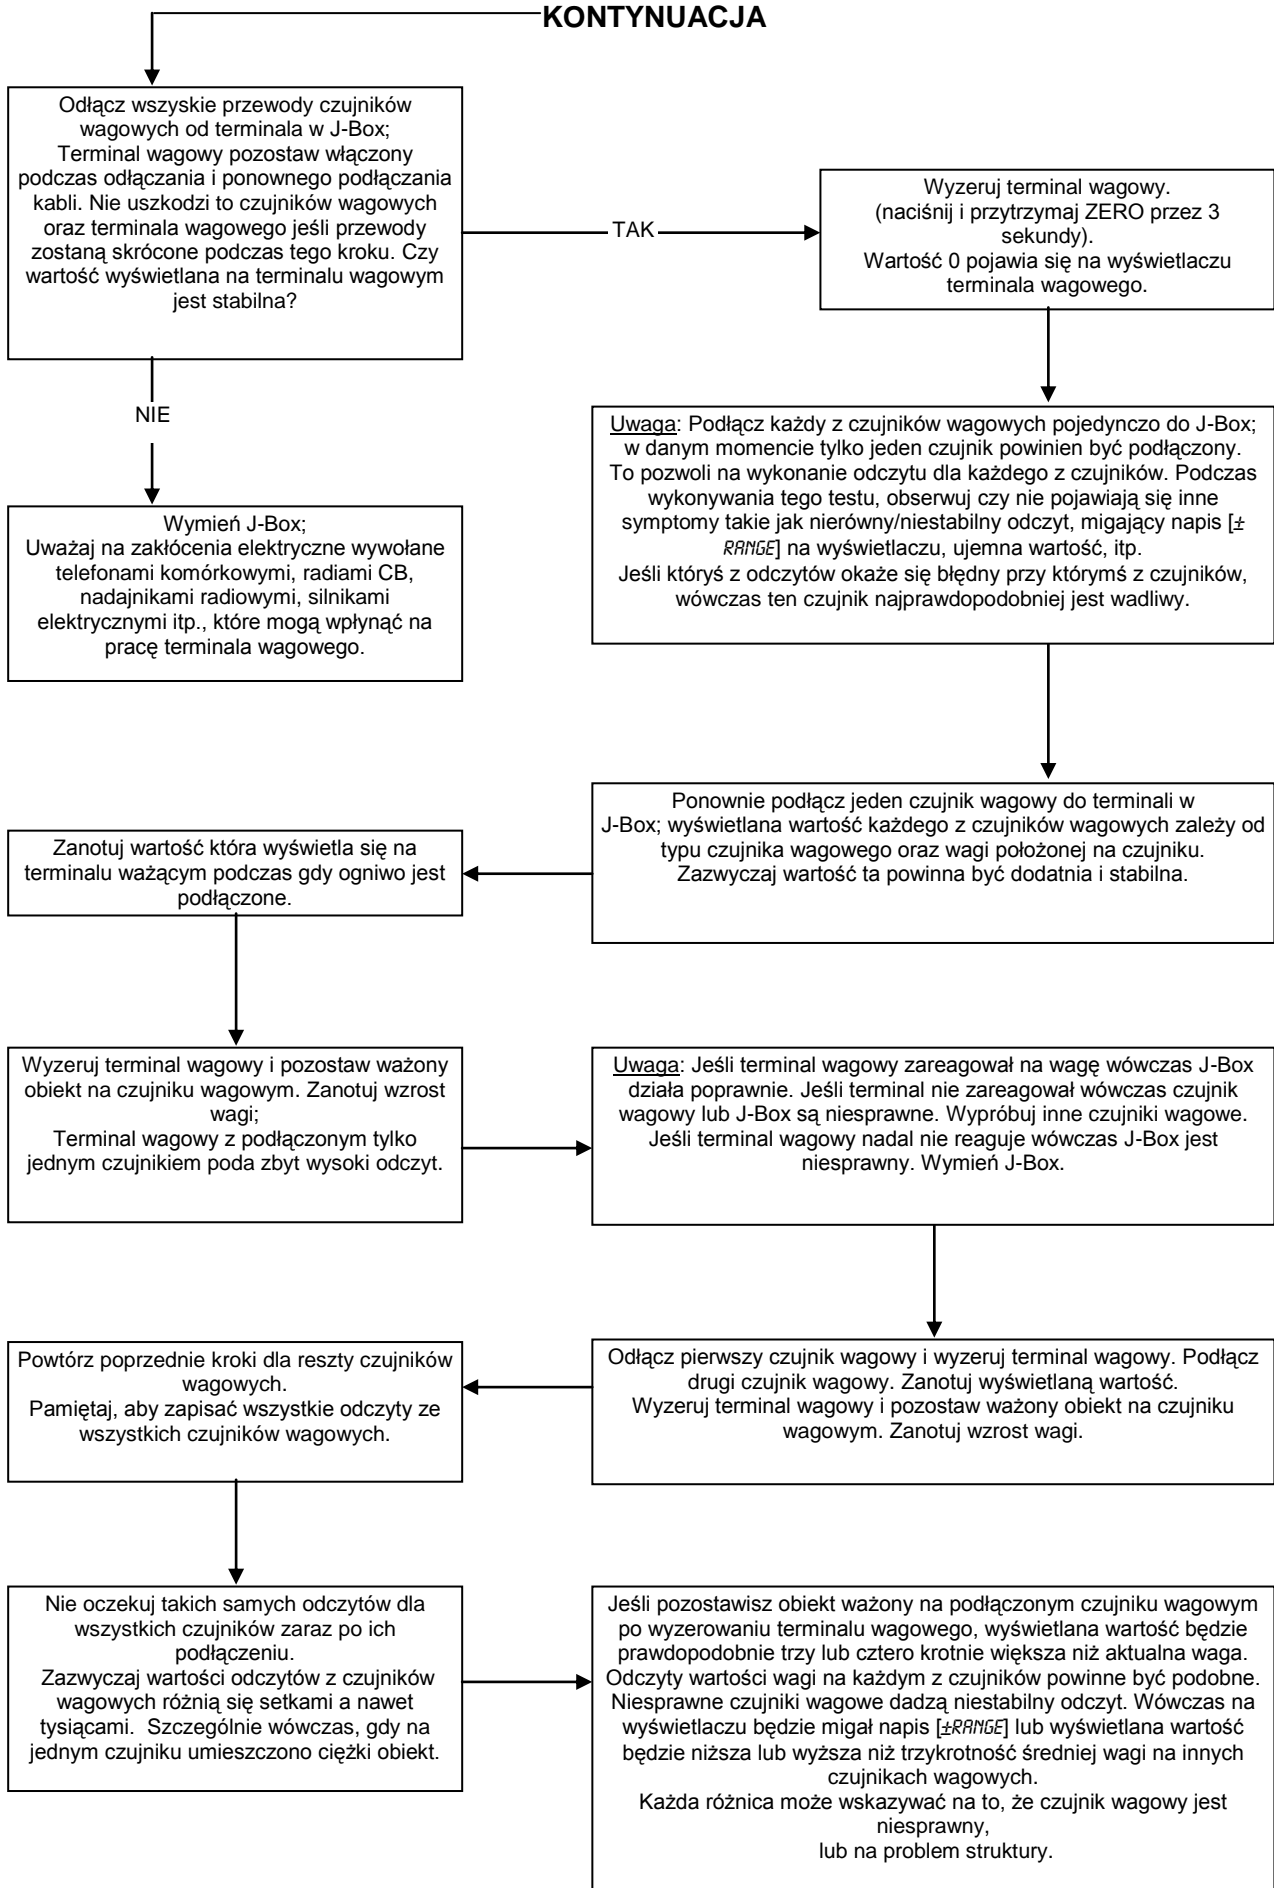 KONTYNUACJA
Odłącz wszyskie przewody czujników
wagowych od terminala w J-Box;
Terminal wagowy pozostaw włączony
podczas odłączania i ponownego podłączania
kabli. Nie uszkodzi to czujników wagowych
oraz terminala wagowego jeśli przewody
zostaną skrócone podczas tego kroku. Czy
wartość wyświetlana na terminalu wagowym
jest stabilna?
TAK
Wyzeruj terminal wagowy.
(naciśnij i przytrzymaj ZERO przez 3
sekundy).
Wartość 0 pojawia się na wyświetlaczu
terminala wagowego.
NIE
Wymień J-Box;
Uważaj na zakłócenia elektryczne wywołane
telefonami komórkowymi, radiami CB,
nadajnikami radiowymi, silnikami
elektrycznymi itp., które mogą wpłynąć na
pracę terminala wagowego.
Uwaga: Podłącz każdy z czujników wagowych pojedynczo do J-Box;
w danym momencie tylko jeden czujnik powinien być podłączony.
To pozwoli na wykonanie odczytu dla każdego z czujników. Podczas
wykonywania tego testu, obserwuj czy nie pojawiają się inne
symptomy takie jak nierówny/niestabilny odczyt, migający napis [±
RANGE] na wyświetlaczu, ujemna wartość, itp.
Jeśli któryś z odczytów okaże się błędny przy którymś z czujników,
wówczas ten czujnik najprawdopodobniej jest wadliwy.
Ponownie podłącz jeden czujnik wagowy do terminali w
J-Box; wyświetlana wartość każdego z czujników wagowych zależy od
typu czujnika wagowego oraz wagi położonej na czujniku.
Zazwyczaj wartość ta powinna być dodatnia i stabilna.
Zanotuj wartość która wyświetla się na
terminalu ważącym podczas gdy ogniwo jest
podłączone.
Wyzeruj terminal wagowy i pozostaw ważony
obiekt na czujniku wagowym. Zanotuj wzrost
wagi;
Terminal wagowy z podłączonym tylko
jednym czujnikiem poda zbyt wysoki odczyt.
Uwaga: Jeśli terminal wagowy zareagował na wagę wówczas J-Box
działa poprawnie. Jeśli terminal nie zareagował wówczas czujnik
wagowy lub J-Box są niesprawne. Wypróbuj inne czujniki wagowe.
Jeśli terminal wagowy nadal nie reaguje wówczas J-Box jest
niesprawny. Wymień J-Box.
Odłącz pierwszy czujnik wagowy i wyzeruj terminal wagowy. Podłącz
drugi czujnik wagowy. Zanotuj wyświetlaną wartość.
Wyzeruj terminal wagowy i pozostaw ważony obiekt na czujniku
wagowym. Zanotuj wzrost wagi.
Powtórz poprzednie kroki dla reszty czujników
wagowych.
Pamiętaj, aby zapisać wszystkie odczyty ze
wszystkich czujników wagowych.
Nie oczekuj takich samych odczytów dla
wszystkich czujników zaraz po ich
podłączeniu.
Zazwyczaj wartości odczytów z czujników
wagowych różnią się setkami a nawet
tysiącami. Szczególnie wówczas, gdy na
jednym czujniku umieszczono ciężki obiekt.
Jeśli pozostawisz obiekt ważony na podłączonym czujniku wagowym
po wyzerowaniu terminalu wagowego, wyświetlana wartość będzie
prawdopodobnie trzy lub cztero krotnie większa niż aktualna waga.
Odczyty wartości wagi na każdym z czujników powinne być podobne.
Niesprawne czujniki wagowe dadzą niestabilny odczyt. Wówczas na
wyświetlaczu będzie migał napis [±RANGE] lub wyświetlana wartość
będzie niższa lub wyższa niż trzykrotność średniej wagi na innych
czujnikach wagowych.
Każda różnica może wskazywać na to, że czujnik wagowy jest
niesprawny,
lub na problem struktury.